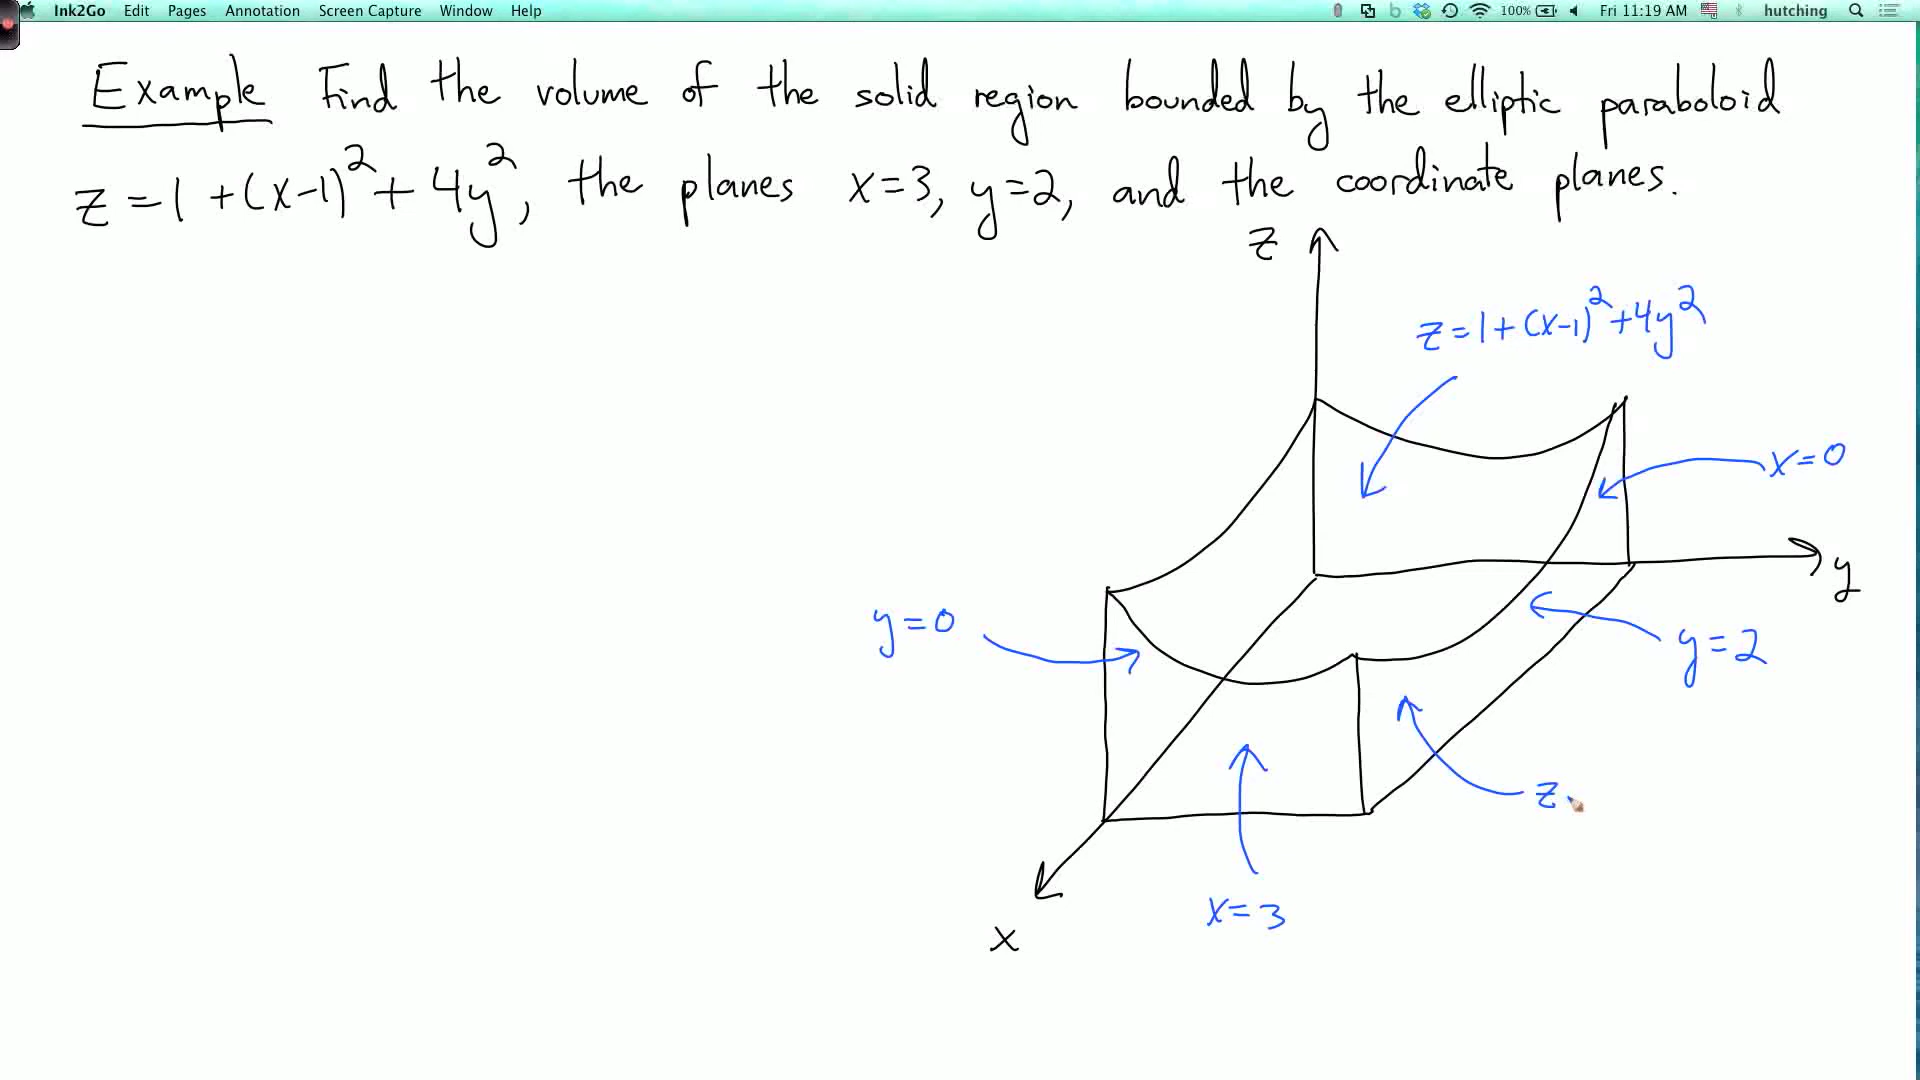 Ink2Go Edit Pages Annotation Screen Capture Window Help 100% Fri 11:19 AM hutching
Example Find the volume of the solid region bounded by the elliptic paraboloid
z=1+(x-1)²+4y², the planes x=3, y=2, and the coordinate planes.
z
z=1+(x-1)²+4y²
x=0
y
y=0
y=2
z
x=3
x